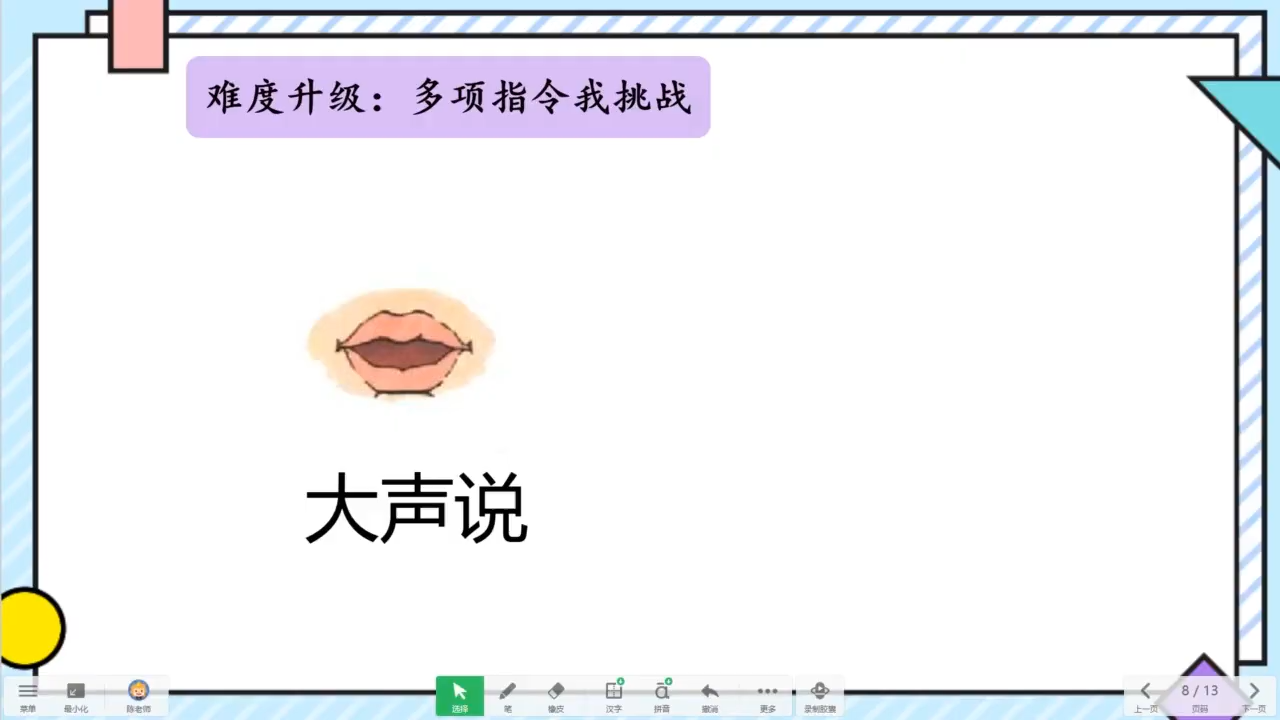 难度升级：多项指令我挑战
大声说
菜单
最小化
陈老师
选择
笔
橡皮
汉字
拼音
撤消
更多
录制胶囊
上一页
8 / 13
页码
下一页